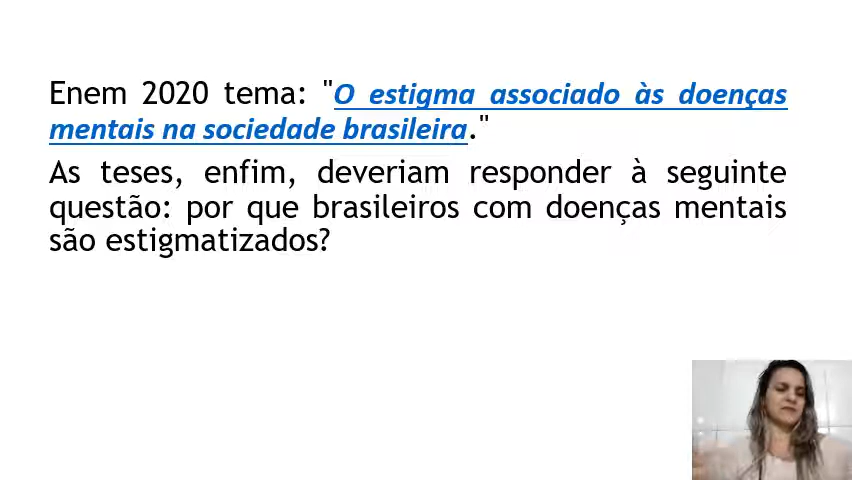 Enem 2020 tema: "O estigma associado às doenças
mentais na sociedade brasileira."
As teses, enfim, deveriam responder à seguinte
questão: por que brasileiros com doenças mentais
são estigmatizados?